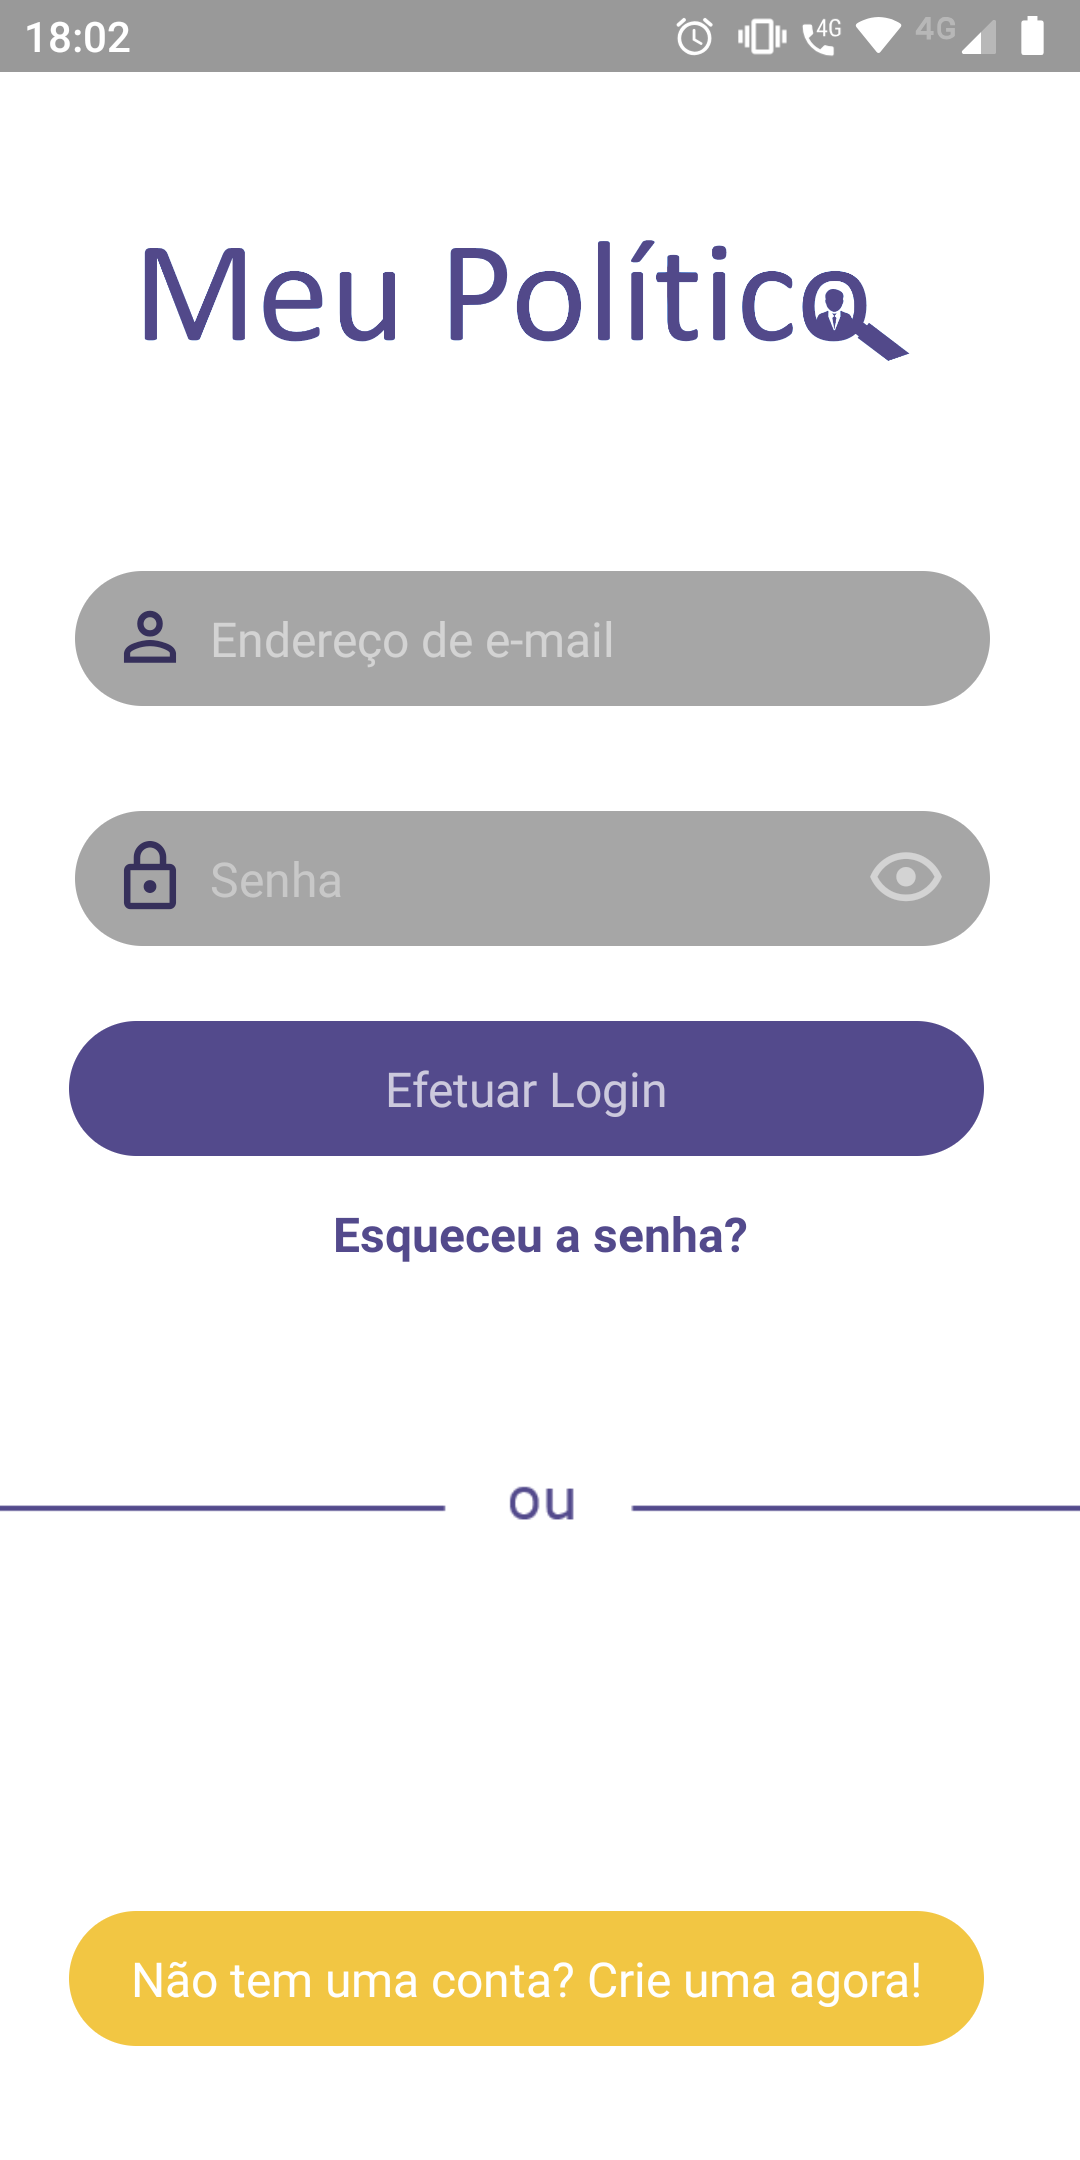 18:02 4G 4G
Meu Político
Endereço de e-mail
Senha
Efetuar Login
Esqueceu a senha?
ou
Não tem uma conta? Crie uma agora!